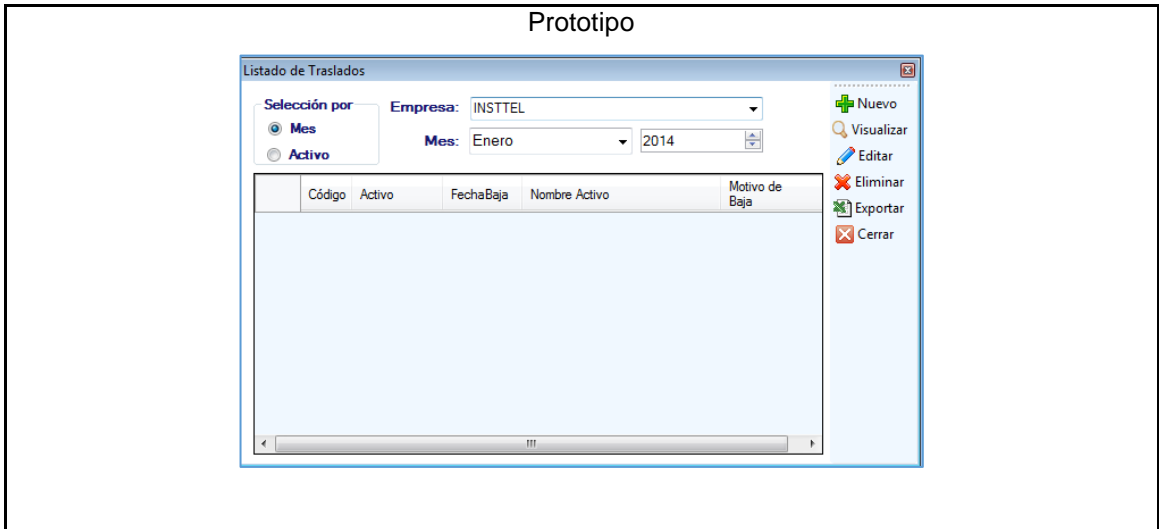 Prototipo
Listado de Traslados
Selección por
Mes
Activo
Empresa: INSTTEL
Mes: Enero 2014
Código Activo FechaBaja Nombre Activo Motivo de
Baja
Nuevo
Visualizar
Editar
Eliminar
Exportar
Cerrar